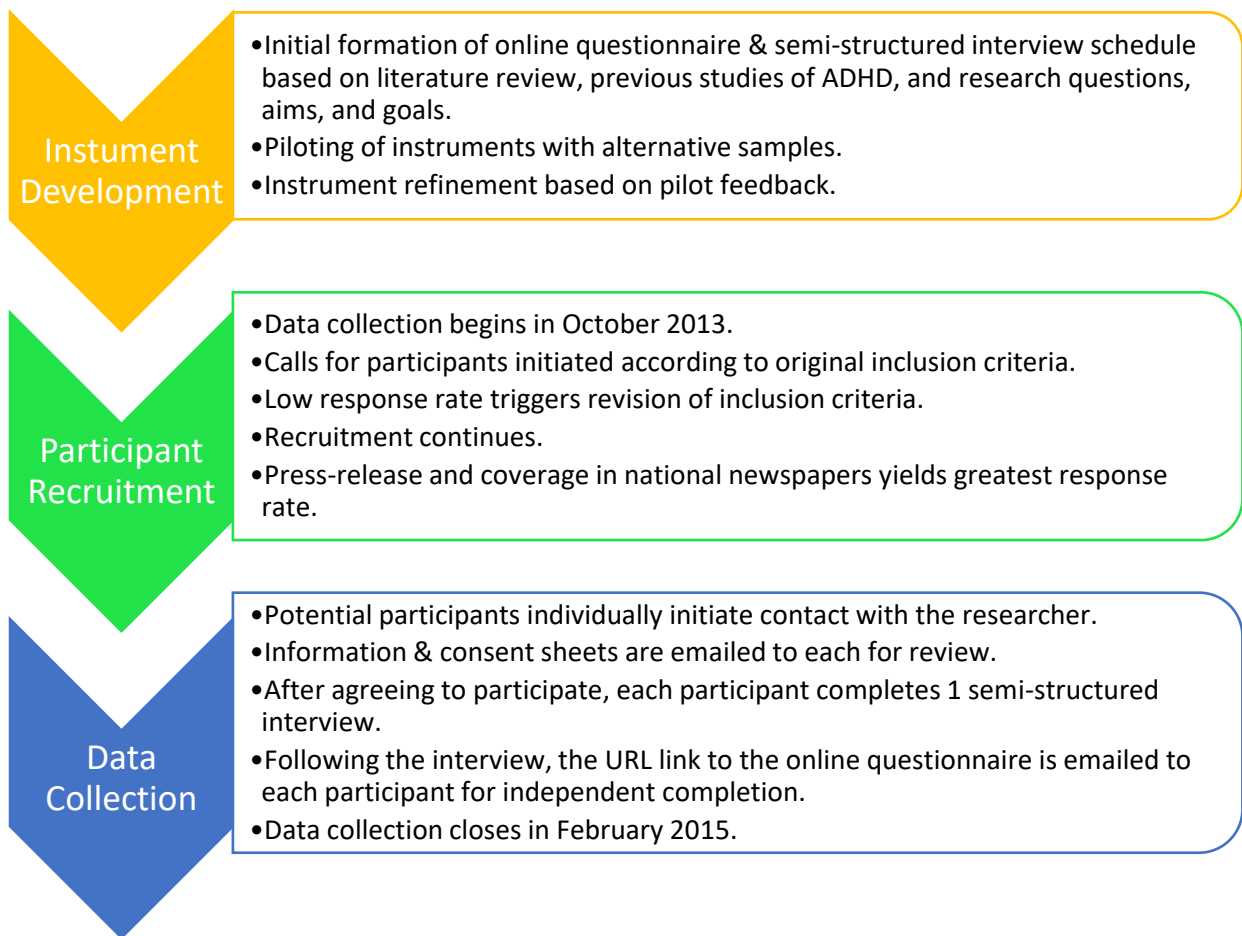 Instument
Development
•Initial formation of online questionnaire & semi-structured interview schedule
based on literature review, previous studies of ADHD, and research questions,
aims, and goals.
•Piloting of instruments with alternative samples.
•Instrument refinement based on pilot feedback.
Participant
Recruitment
•Data collection begins in October 2013.
•Calls for participants initiated according to original inclusion criteria.
•Low response rate triggers revision of inclusion criteria.
•Recruitment continues.
•Press-release and coverage in national newspapers yields greatest response
rate.
Data
Collection
•Potential participants individually initiate contact with the researcher.
•Information & consent sheets are emailed to each for review.
•After agreeing to participate, each participant completes 1 semi-structured
interview.
•Following the interview, the URL link to the online questionnaire is emailed to
each participant for independent completion.
•Data collection closes in February 2015.